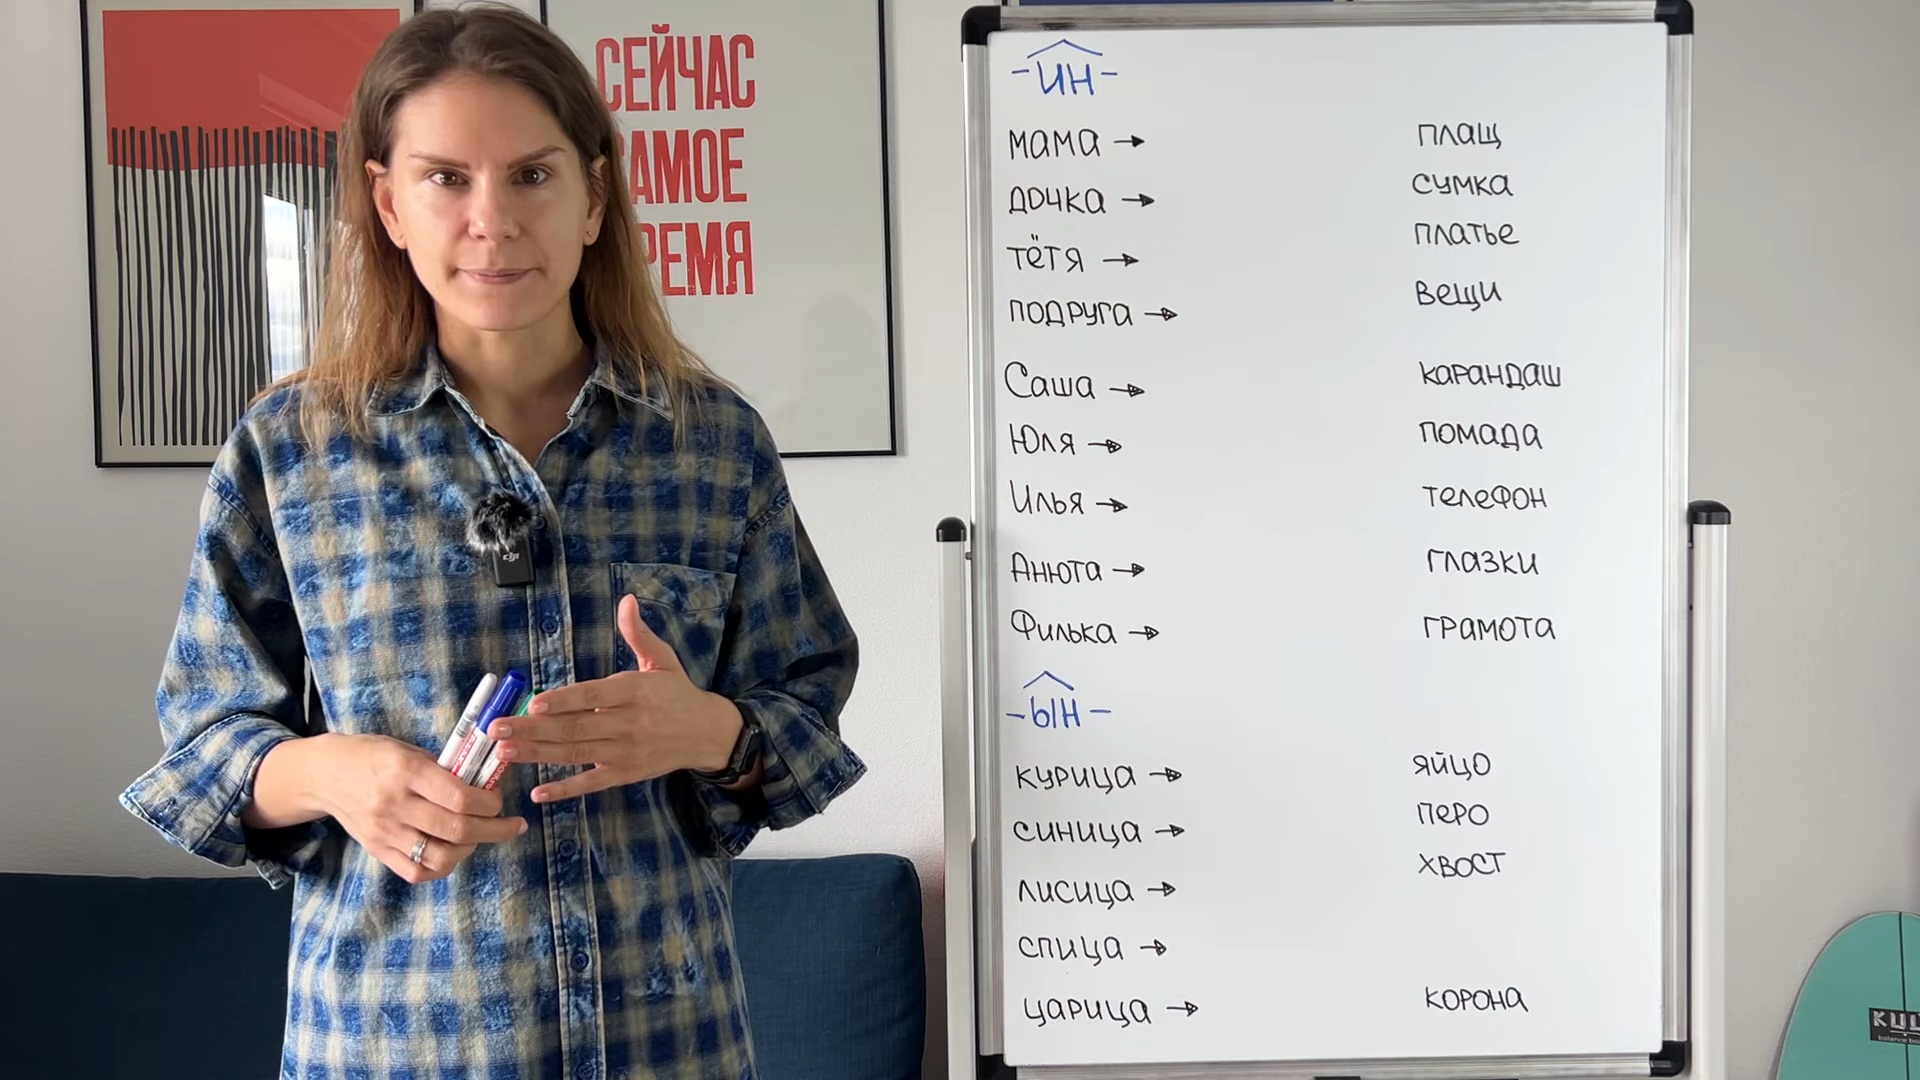 СЕЙЧАС
САМОЕ
ВРЕМЯ
-ИН-
мама → плащ
дочка → сумка
тётя → платье
подруга → вещи
Саша → карандаш
Юля → помада
Илья → телефон
Анюта → глазки
Филька → грамота
-ЫН-
курица → яйцо
синица → перо
лисица → хвост
спица →
царица → корона
dji